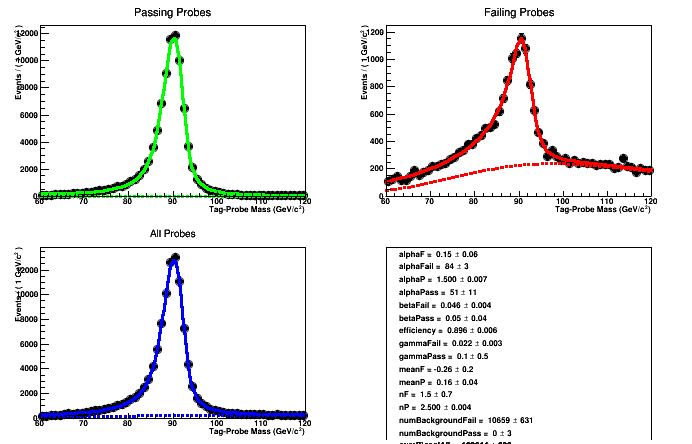 Passing Probes
Events / ( 1 GeV/c²)
12000
10000
8000
6000
4000
2000
0
60 70 80 90 100 110 120
Tag-Probe Mass (GeV/c²)
Failing Probes
Events / ( 1 GeV/c²)
1200
1000
800
600
400
200
60 70 80 90 100 110 120
Tag-Probe Mass (GeV/c²)
All Probes
Events / ( 1 GeV/c²)
12000
10000
8000
6000
4000
2000
0
60 70 80 90 100 110 120
Tag-Probe Mass (GeV/c²)
alphaF = 0.15 ± 0.06
alphaFail = 84 ± 3
alphaP = 1.500 ± 0.007
alphaPass = 51 ± 11
betaFail = 0.046 ± 0.004
betaPass = 0.05 ± 0.04
efficiency = 0.896 ± 0.006
gammaFail = 0.022 ± 0.003
gammaPass = 0.1 ± 0.5
meanF = -0.26 ± 0.2
meanP = 0.16 ± 0.04
nF = 1.5 ± 0.7
nP = 2.500 ± 0.004
numBackgroundFail = 10659 ± 631
numBackgroundPass = 0 ± 3